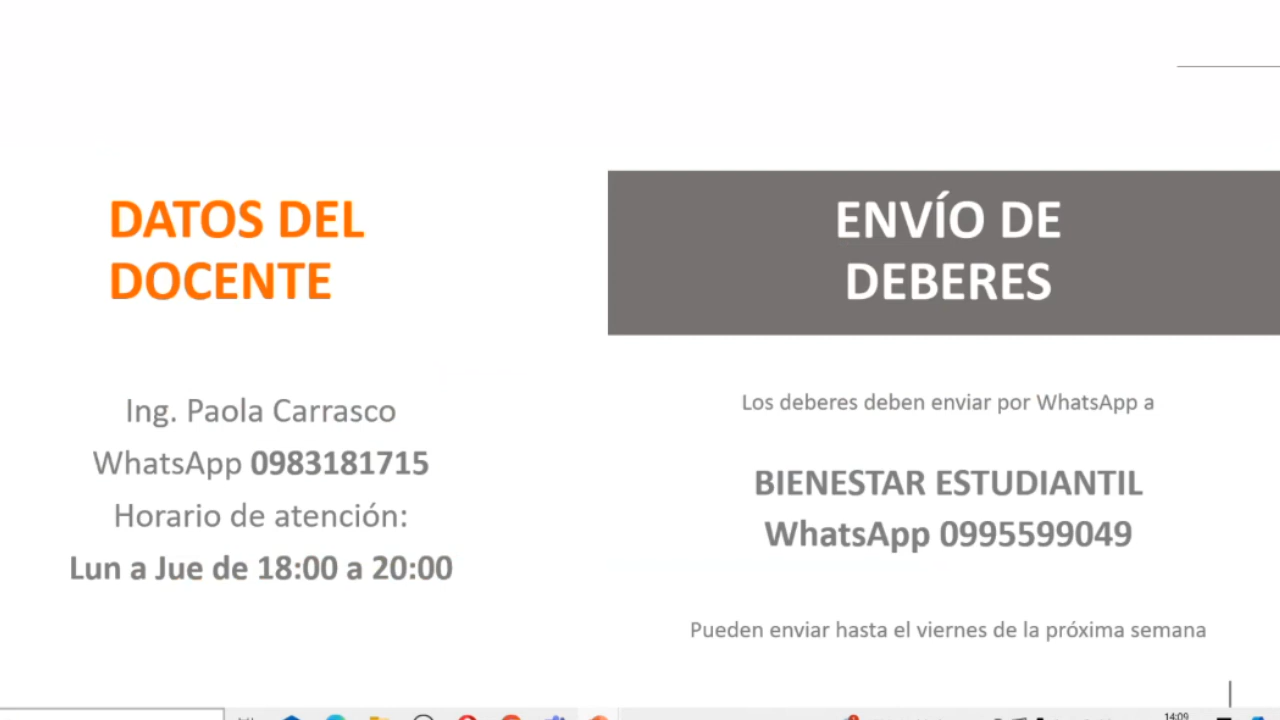 DATOS DEL
DOCENTE
Ing. Paola Carrasco
WhatsApp 0983181715
Horario de atención:
Lun a Jue de 18:00 a 20:00
ENVÍO DE
DEBERES
Los deberes deben enviar por WhatsApp a
BIENESTAR ESTUDIANTIL
WhatsApp 0995599049
Pueden enviar hasta el viernes de la próxima semana
14:09